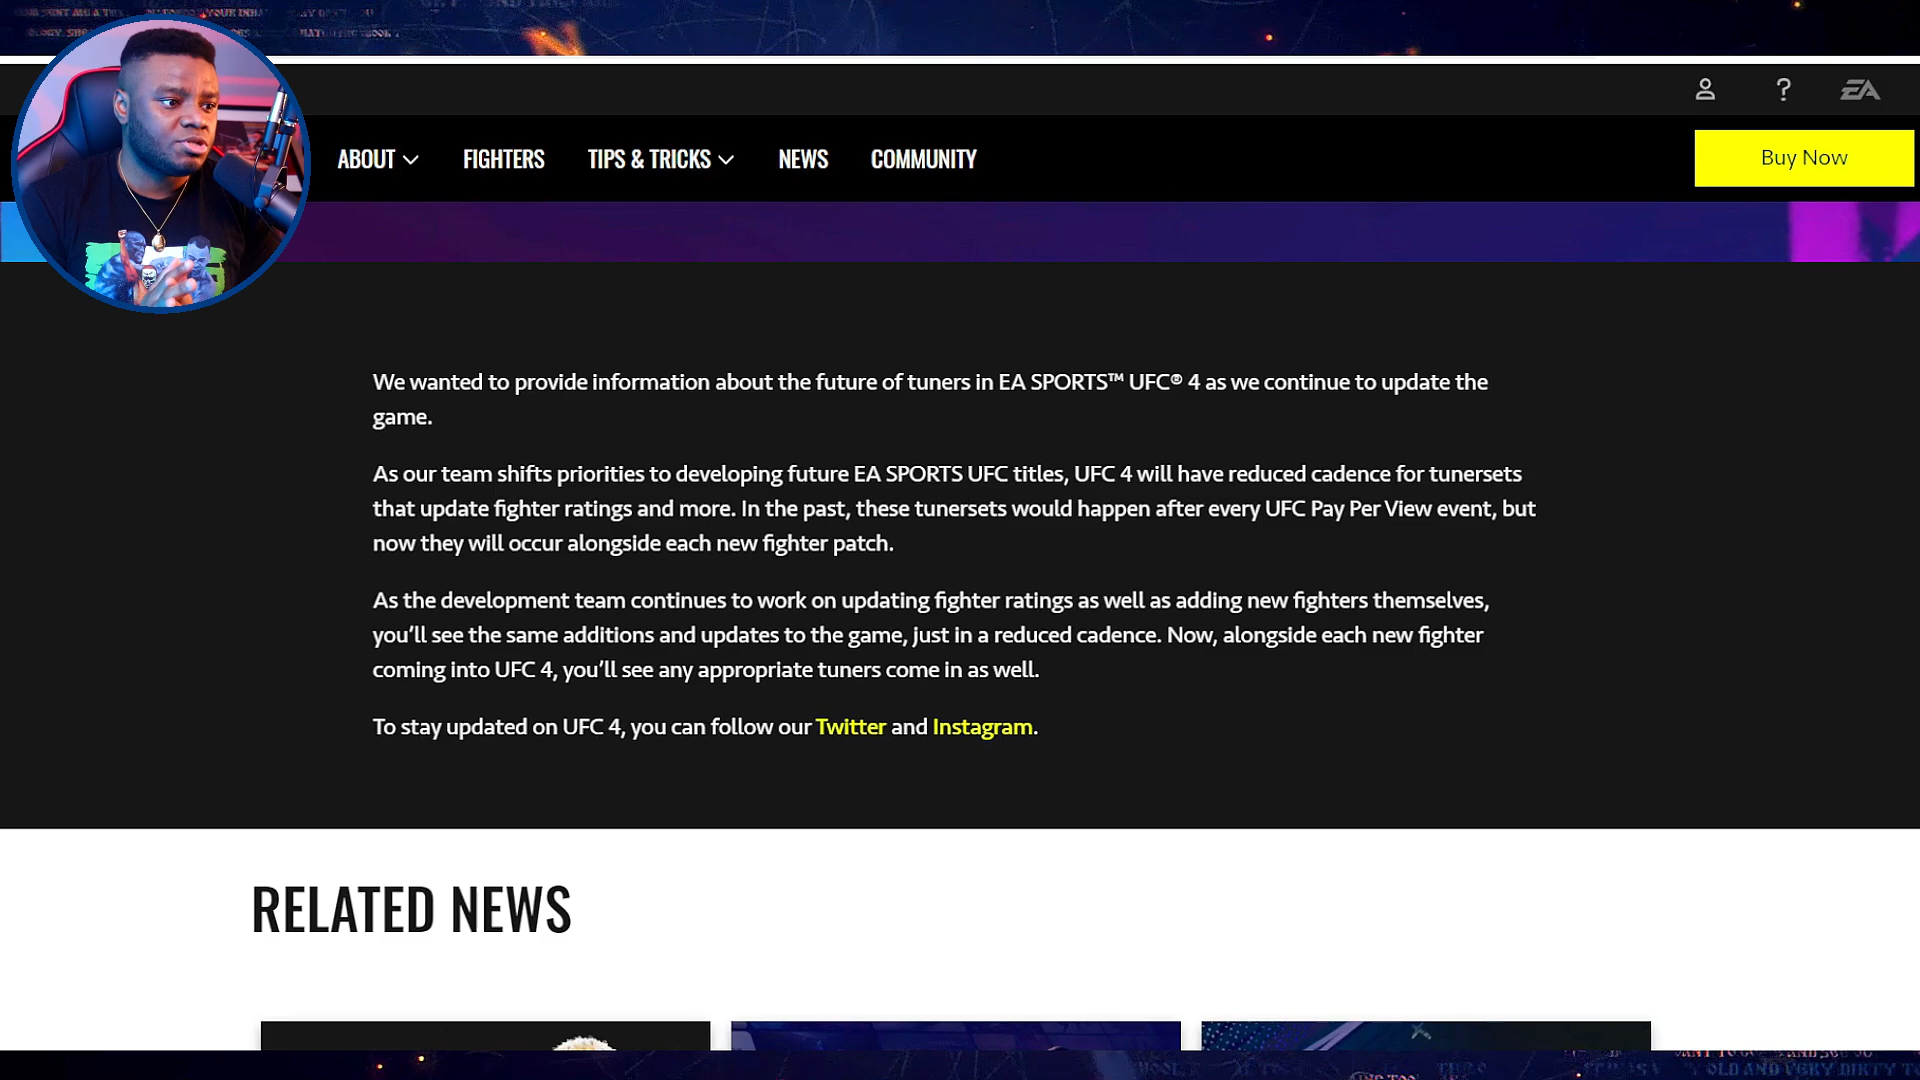 EA
ABOUT
FIGHTERS
TIPS & TRICKS
NEWS
COMMUNITY
Buy Now
We wanted to provide information about the future of tuners in EA SPORTS™ UFC® 4 as we continue to update the
game.
As our team shifts priorities to developing future EA SPORTS UFC titles, UFC 4 will have reduced cadence for tunersets
that update fighter ratings and more. In the past, these tunersets would happen after every UFC Pay Per View event, but
now they will occur alongside each new fighter patch.
As the development team continues to work on updating fighter ratings as well as adding new fighters themselves,
you’ll see the same additions and updates to the game, just in a reduced cadence. Now, alongside each new fighter
coming into UFC 4, you’ll see any appropriate tuners come in as well.
To stay updated on UFC 4, you can follow our Twitter and Instagram.
RELATED NEWS
OLD AND VERY DIRTY